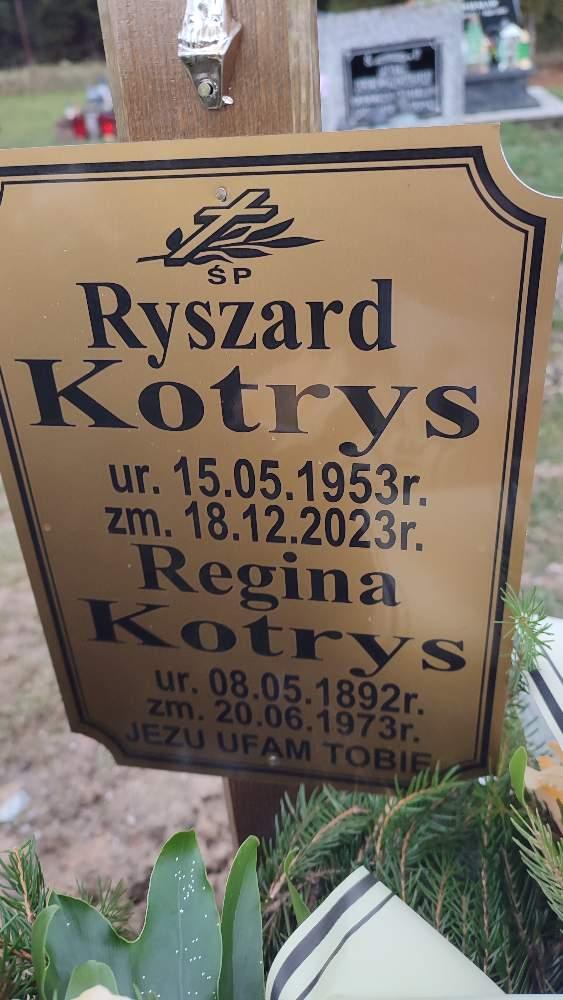 ŚP
Ryszard
Kotrys
ur. 15.05.1953r.
zm. 18.12.2023r.
Regina
Kotrys
ur. 08.05.1892r.
zm. 20.06.1973r.
JEZU UFAM TOBIE